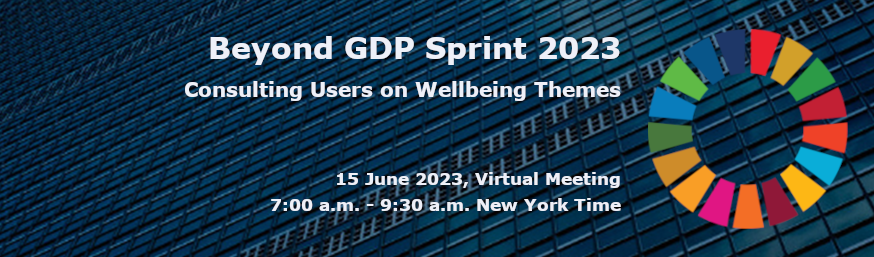 Beyond GDP Sprint 2023
Consulting Users on Wellbeing Themes
15 June 2023, Virtual Meeting
7:00 a.m. - 9:30 a.m. New York Time